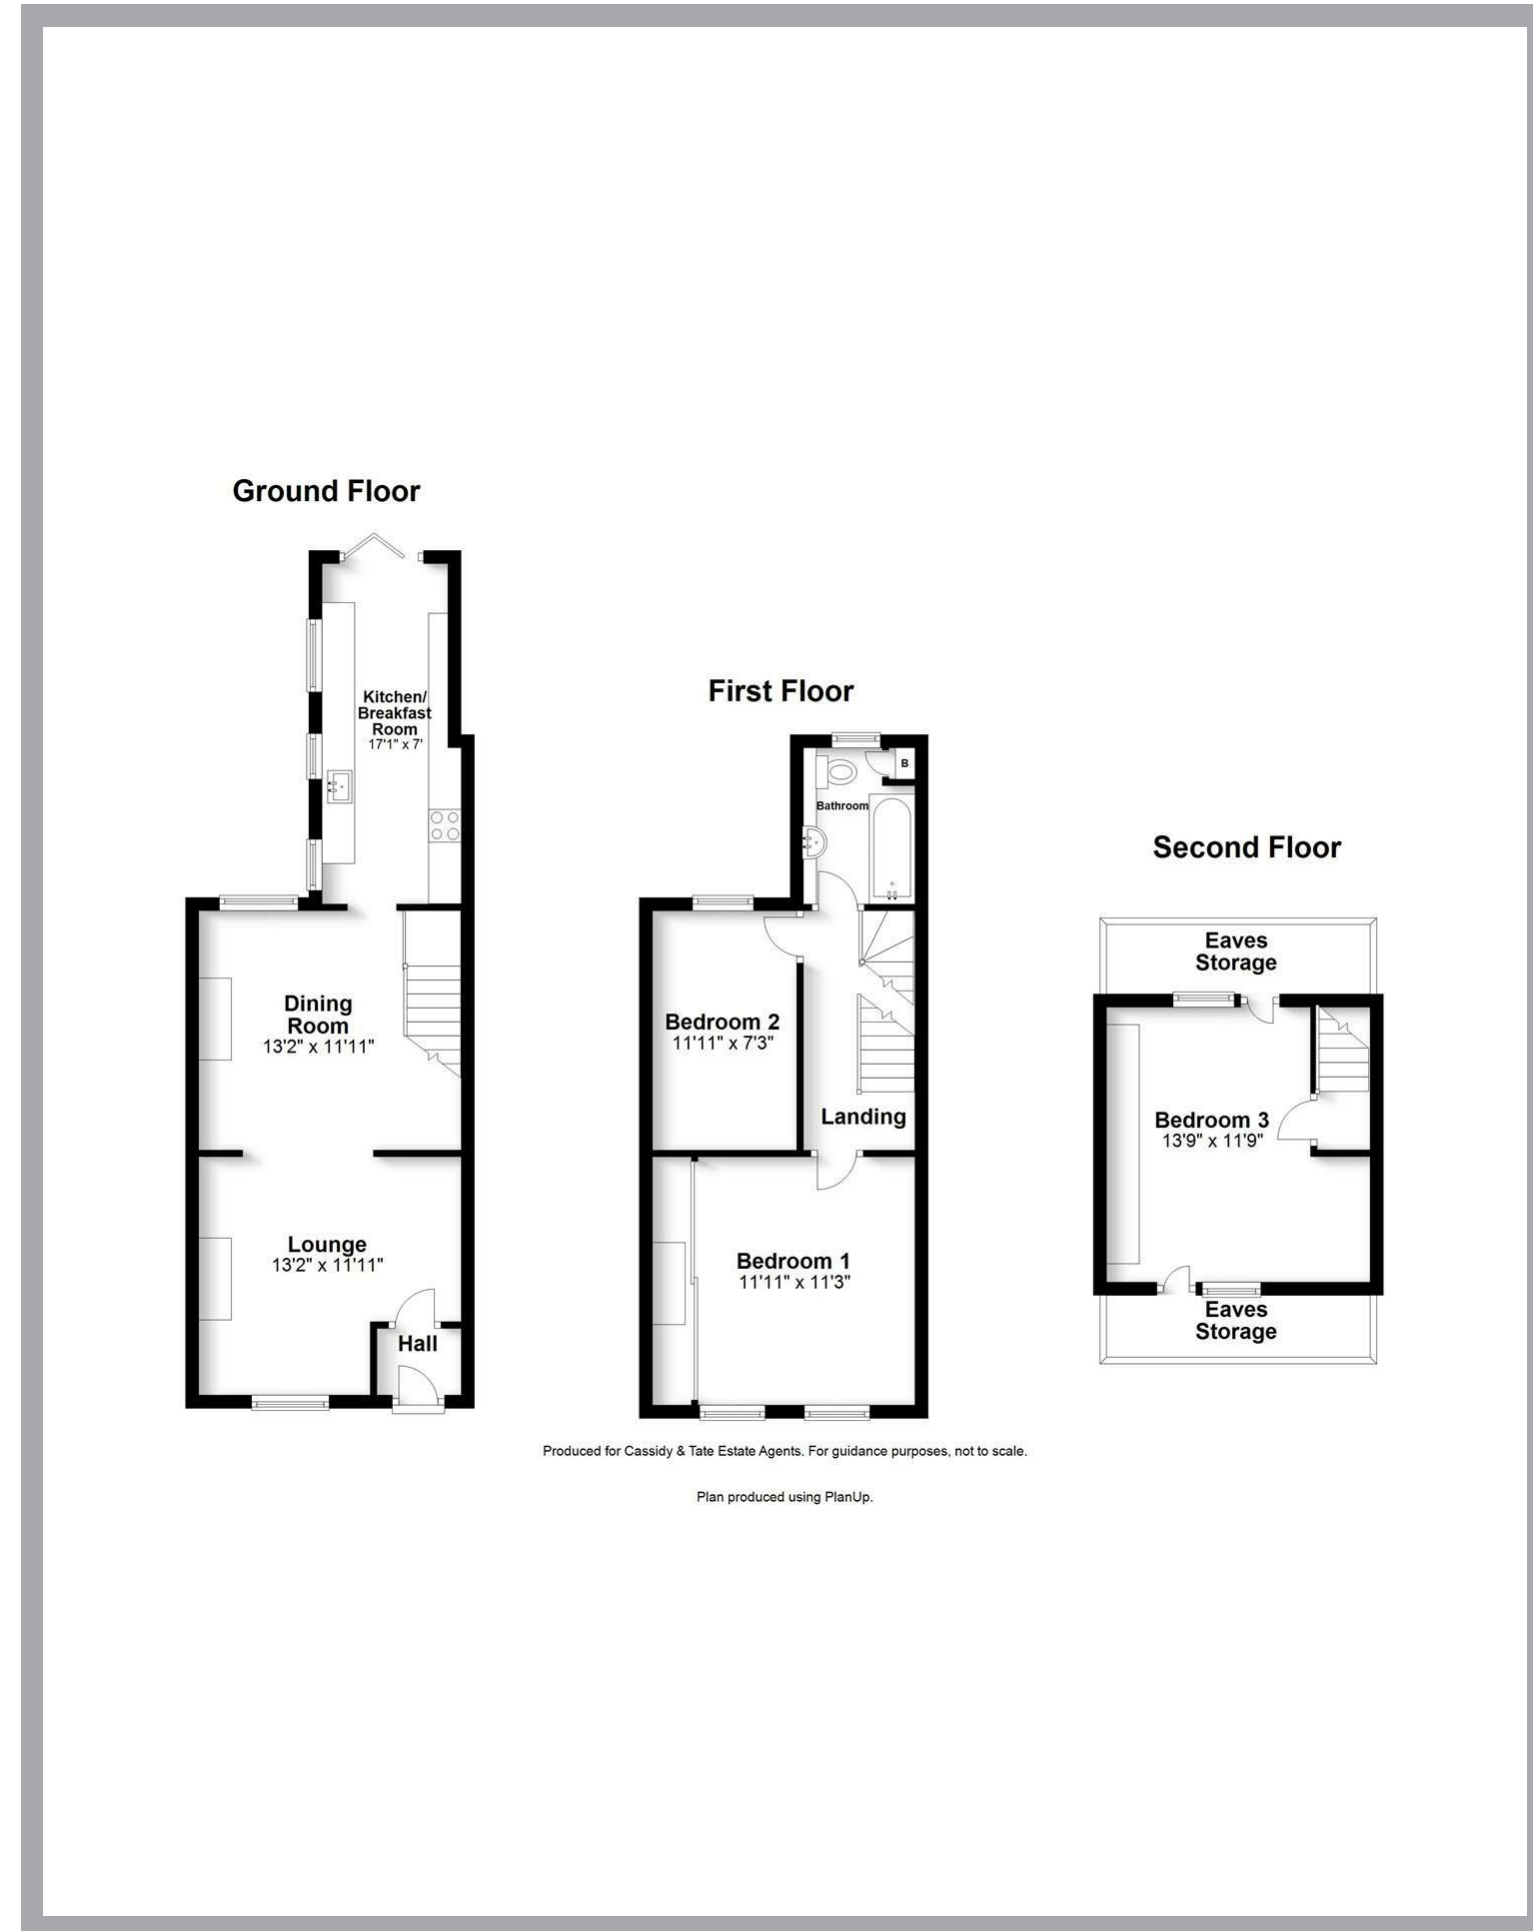 Ground Floor
Kitchen/
Breakfast
Room
17'1" x 7'
Dining
Room
13'2" x 11'11"
Lounge
13'2" x 11'11"
Hall
First Floor
B
Bathroom
Bedroom 2
11'11" x 7'3"
Landing
Bedroom 1
11'11" x 11'3"
Second Floor
Eaves
Storage
Bedroom 3
13'9" x 11'9"
Eaves
Storage
Produced for Cassidy & Tate Estate Agents. For guidance purposes, not to scale.
Plan produced using PlanUp.